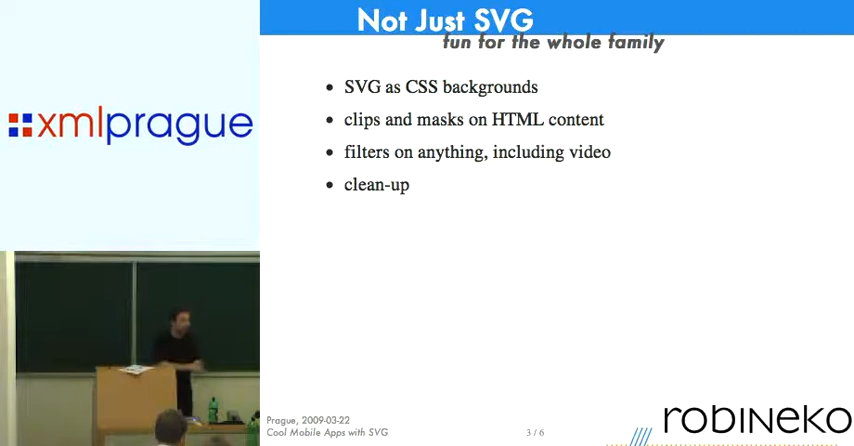 Not Just SVG
fun for the whole family
xmlprague
• SVG as CSS backgrounds
• clips and masks on HTML content
• filters on anything, including video
• clean-up
Prague, 2009-03-22
Cool Mobile Apps with SVG
3 / 6
robineko